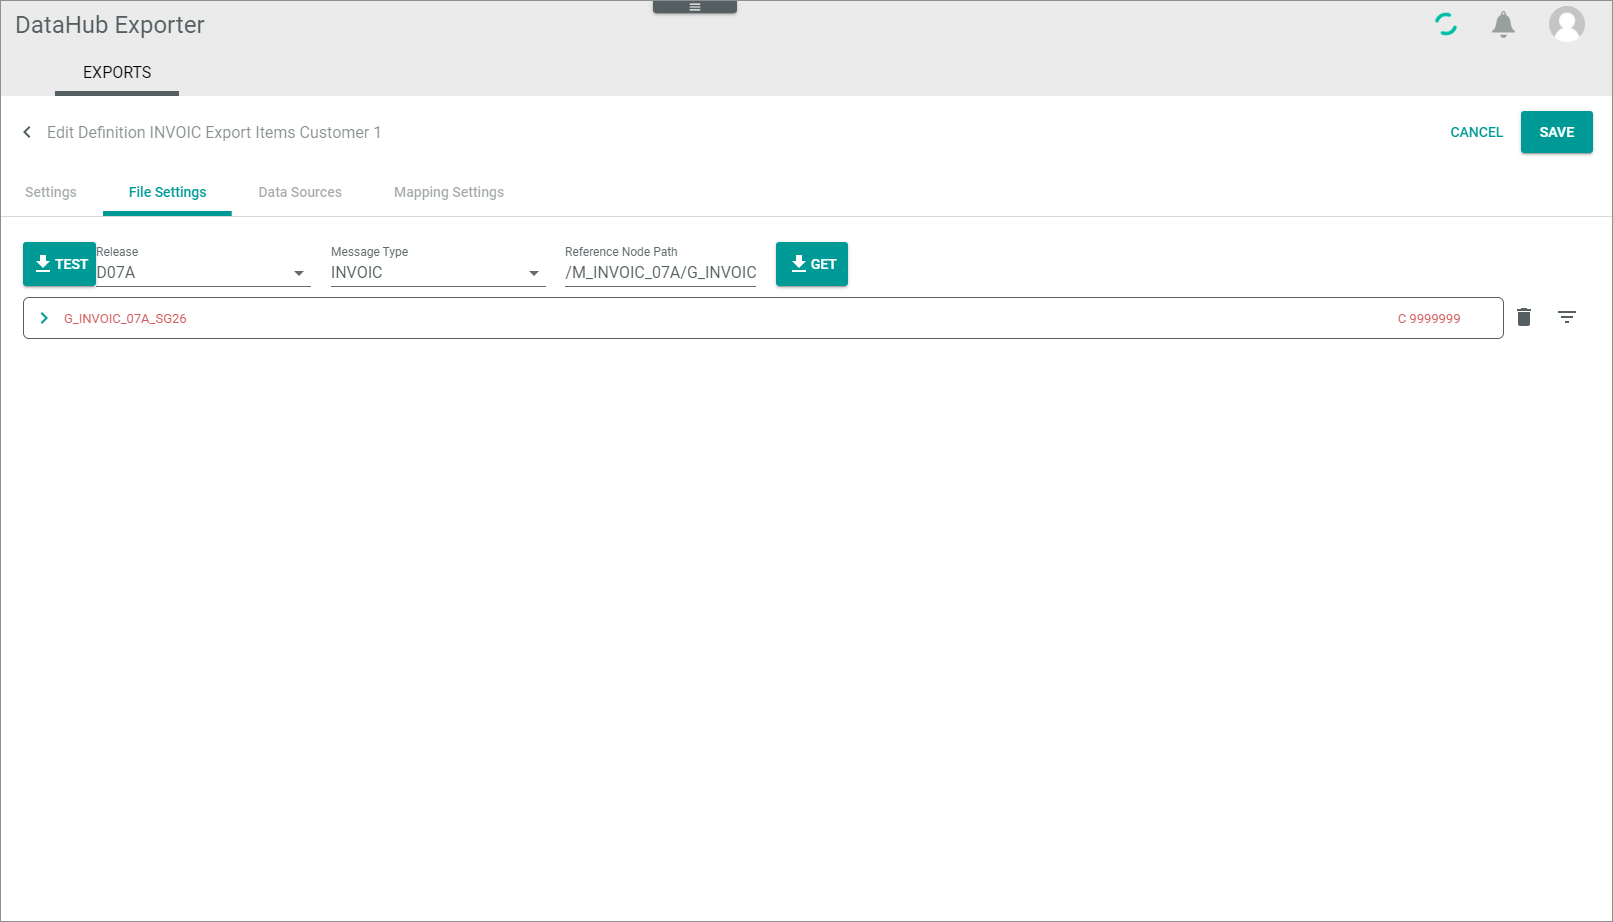 DataHub Exporter
EXPORTS
Edit Definition INVOIC Export Items Customer 1
CANCEL
SAVE
Settings
File Settings
Data Sources
Mapping Settings
TEST
Release
D07A
Message Type
INVOIC
Reference Node Path
/M_INVOIC_07A/G_INVOIC
GET
G_INVOIC_07A_SG26
C 9999999